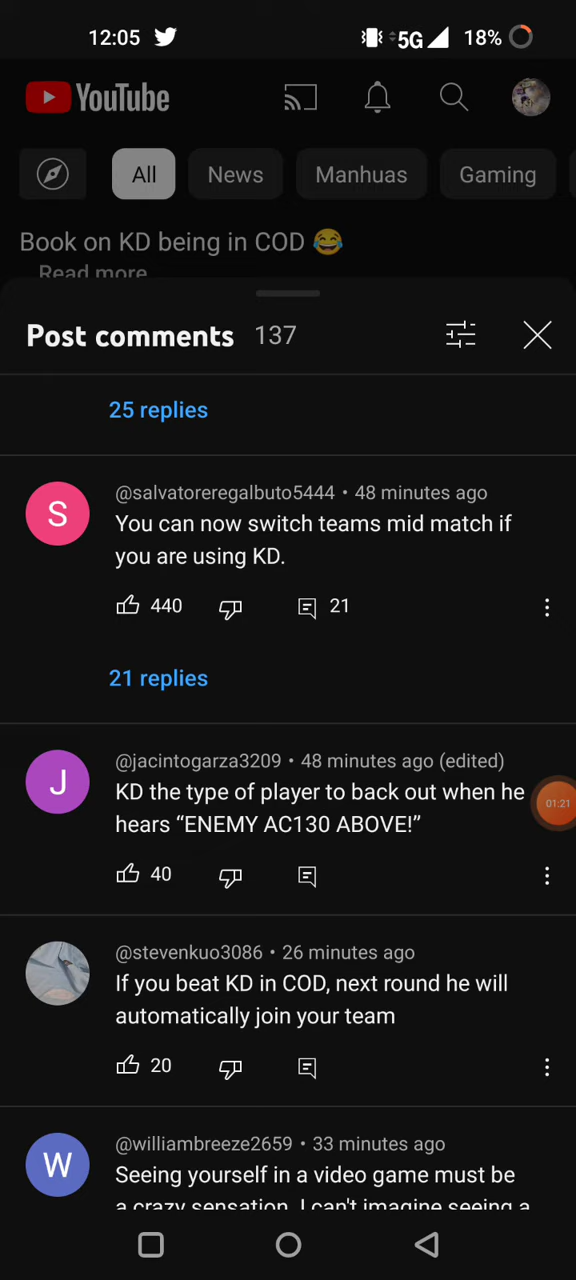 12:05 5G 18%
YouTube
All News Manhuas Gaming
Book on KD being in COD 😂
Read more
Post comments 137
25 replies
S
@salvatoreregalbuto5444 • 48 minutes ago
You can now switch teams mid match if
you are using KD.
440 21
21 replies
J
@jacintogarza3209 • 48 minutes ago (edited)
KD the type of player to back out when he
hears “ENEMY AC130 ABOVE!”
01:21
40
@stevenkuo3086 • 26 minutes ago
If you beat KD in COD, next round he will
automatically join your team
20
W
@williambreeze2659 • 33 minutes ago
Seeing yourself in a video game must be
a crazy sensation. I can't imagine seeing a